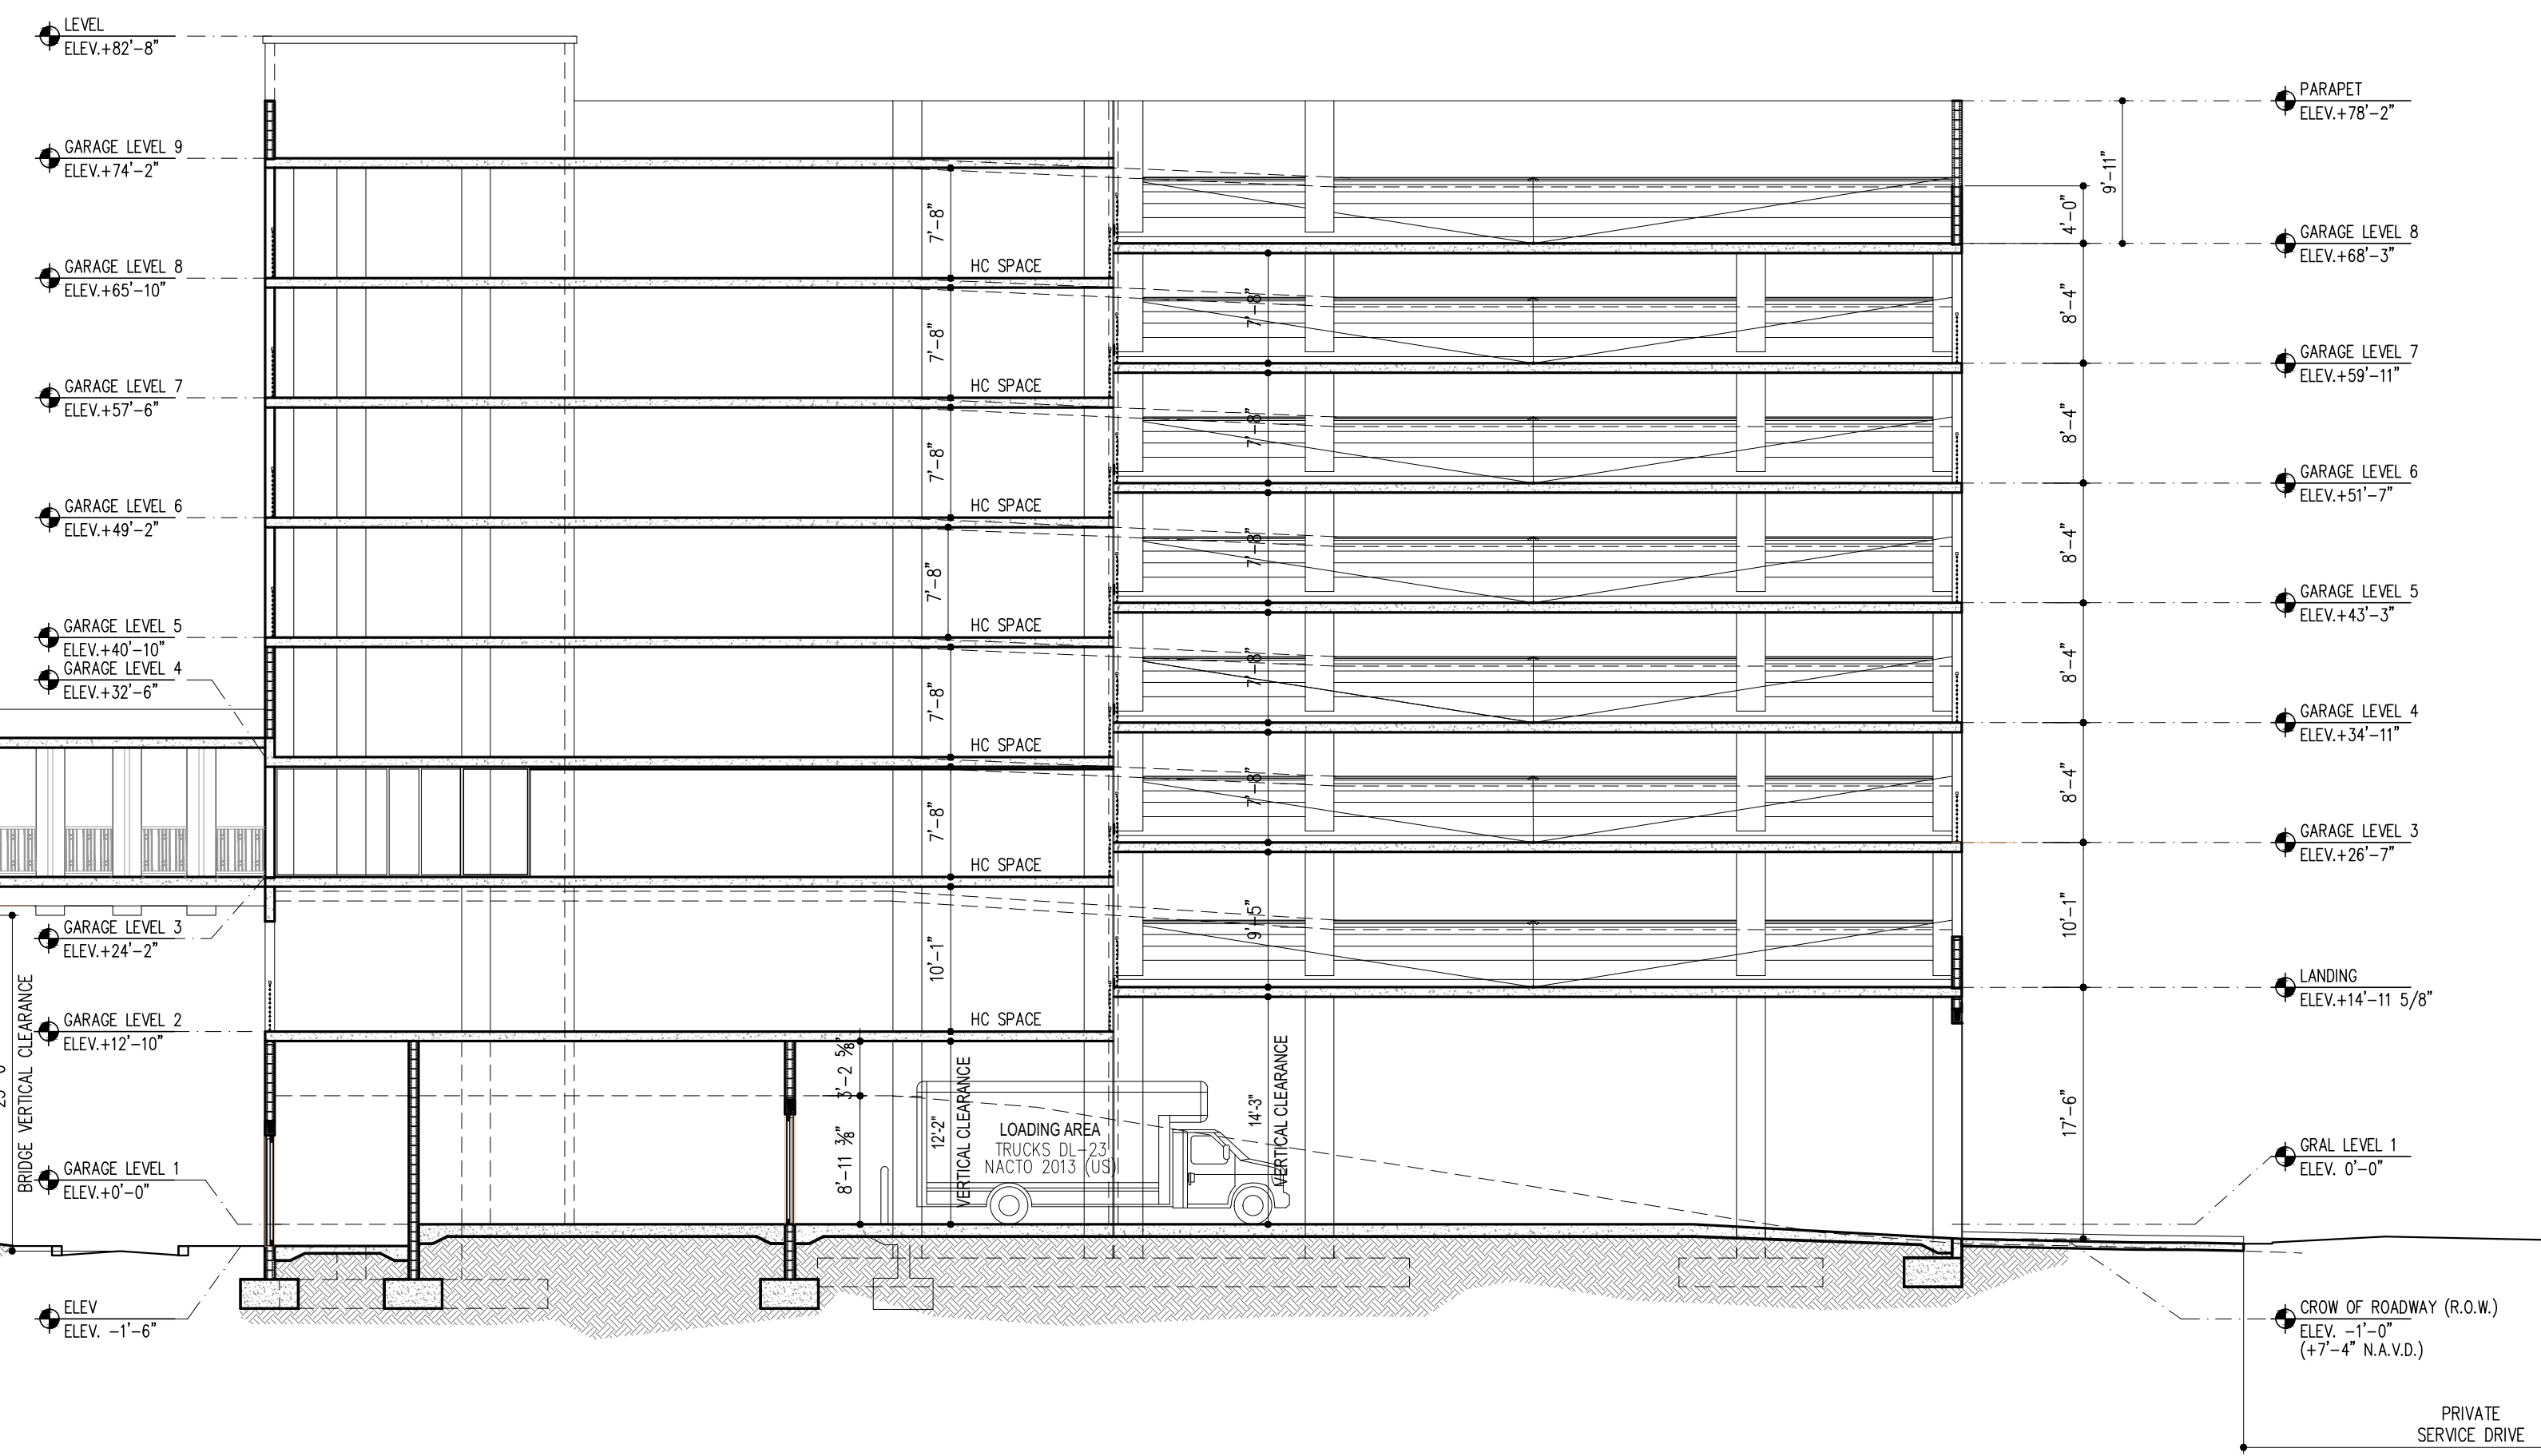 LEVEL
ELEV.+82'-8"
GARAGE LEVEL 9
ELEV.+74'-2"
GARAGE LEVEL 8
ELEV.+65'-10"
GARAGE LEVEL 7
ELEV.+57'-6"
GARAGE LEVEL 6
ELEV.+49'-2"
GARAGE LEVEL 5
ELEV.+40'-10"
GARAGE LEVEL 4
ELEV.+32'-6"
GARAGE LEVEL 3
ELEV.+24'-2"
GARAGE LEVEL 2
ELEV.+12'-10"
GARAGE LEVEL 1
ELEV.+0'-0"
ELEV
ELEV. -1'-6"
BRIDGE VERTICAL CLEARANCE
7'-8"
HC SPACE
7'-8"
HC SPACE
7'-8"
HC SPACE
7'-8"
HC SPACE
7'-8"
HC SPACE
7'-8"
HC SPACE
10'-1"
HC SPACE
3'-2 5/8"
8'-11 3/8"
12'-2"
VERTICAL CLEARANCE
LOADING AREA
TRUCKS DL-23
NACTO 2013 (US)
14'-3"
VERTICAL CLEARANCE
7'-8"
7'-8"
7'-8"
7'-8"
7'-8"
9'-5"
9'-11"
4'-0"
8'-4"
8'-4"
8'-4"
8'-4"
8'-4"
10'-1"
17'-6"
PARAPET
ELEV.+78'-2"
GARAGE LEVEL 8
ELEV.+68'-3"
GARAGE LEVEL 7
ELEV.+59'-11"
GARAGE LEVEL 6
ELEV.+51'-7"
GARAGE LEVEL 5
ELEV.+43'-3"
GARAGE LEVEL 4
ELEV.+34'-11"
GARAGE LEVEL 3
ELEV.+26'-7"
LANDING
ELEV.+14'-11 5/8"
GRAL LEVEL 1
ELEV. 0'-0"
CROW OF ROADWAY (R.O.W.)
ELEV. -1'-0"
(+7'-4" N.A.V.D.)
PRIVATE
SERVICE DRIVE